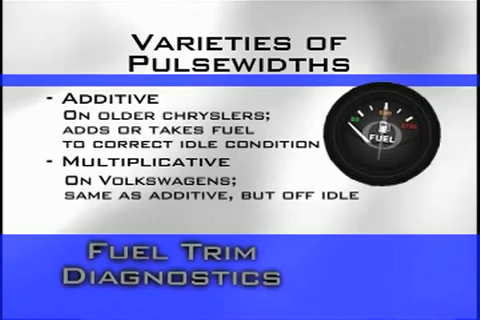 VARIETIES OF
PULSEWIDTHS
- ADDITIVE
ON OLDER CHRYSLERS;
ADDS OR TAKES FUEL
TO CORRECT IDLE CONDITION
- MULTIPLICATIVE
ON VOLKSWAGENS;
SAME AS ADDITIVE, BUT OFF IDLE
FUEL
FUEL TRIM
DIAGNOSTICS